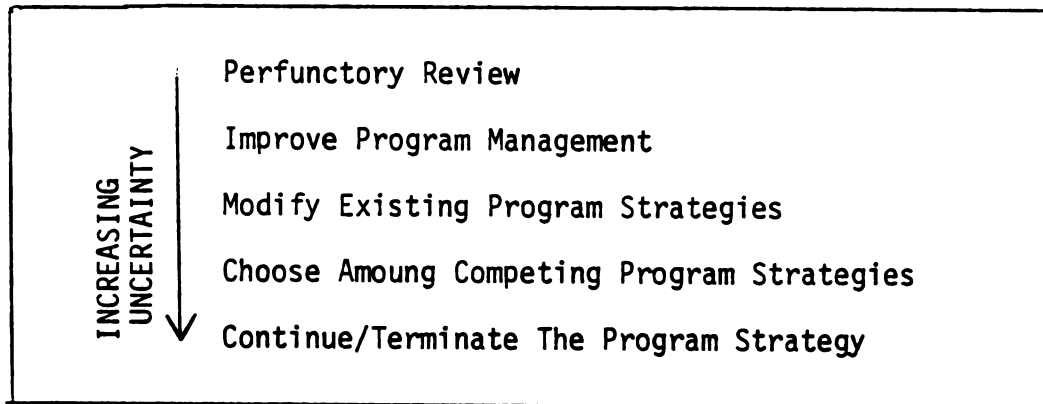 Perfunctory Review
Improve Program Management
Modify Existing Program Strategies
Choose Amoung Competing Program Strategies
Continue/Terminate The Program Strategy
INCREASING
UNCERTAINTY